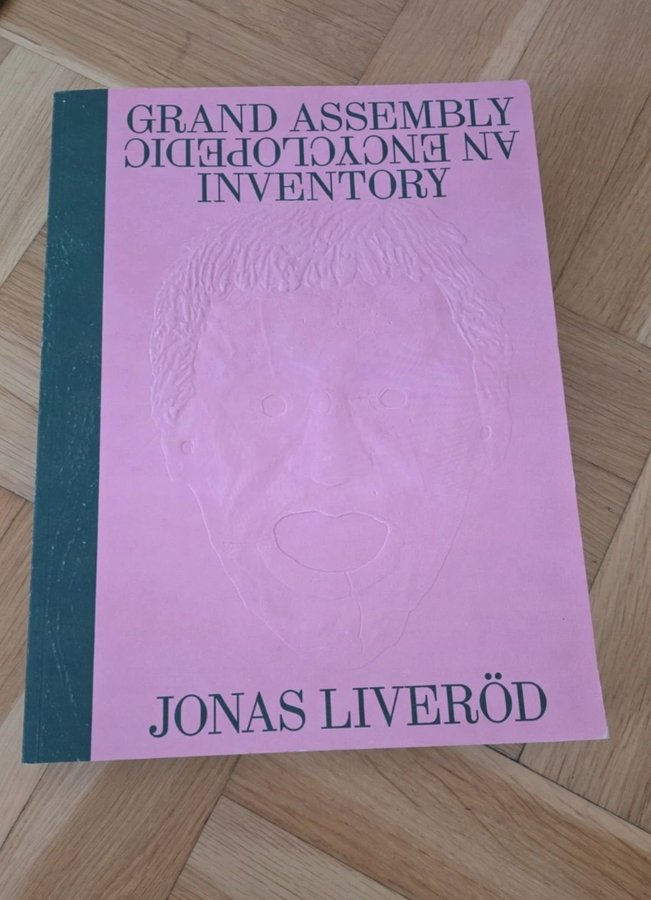 GRAND ASSEMBLY
AN ENCYCLOPEDIC
INVENTORY
JONAS LIVERÖD